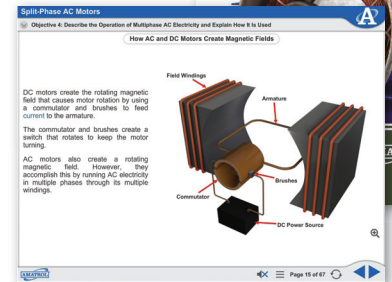 Split-Phase AC Motors
Objective 4: Describe the Operation of Multiphase AC Electricity and Explain How It Is Used
How AC and DC Motors Create Magnetic Fields
DC motors create the rotating magnetic
field that causes motor rotation by using
a commutator and brushes to feed
current to the armature.
The commutator and brushes create a
switch that rotates to keep the motor
turning.
AC motors also create a rotating
magnetic field. However, they
accomplish this by running AC electricity
in multiple phases through its multiple
windings.
Field Windings
Armature
Brushes
Commutator
DC Power Source
AMATROL
Page 15 of 67